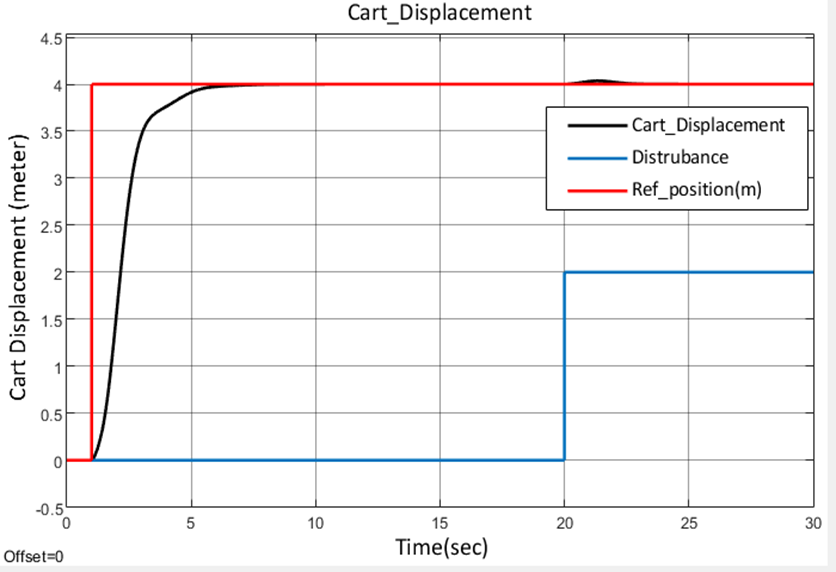 Cart_Displacement
4.5
4
3.5
3
2.5
2
1.5
1
0.5
0
-0.5
Cart Displacement (meter)
Cart_Displacement
Distrubance
Ref_position(m)
0 5 10 15 20 25 30
Time(sec)
Offset=0